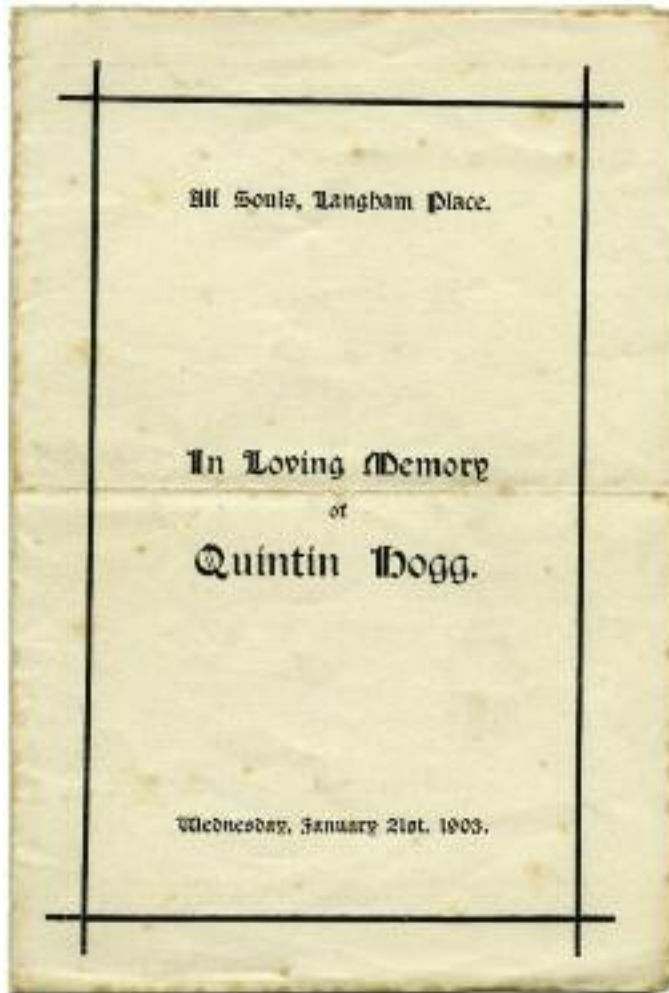 All Souls, Langham Place.
In Loving Memory
of
Quintin Hogg.
Wednesday, January 21st. 1903.